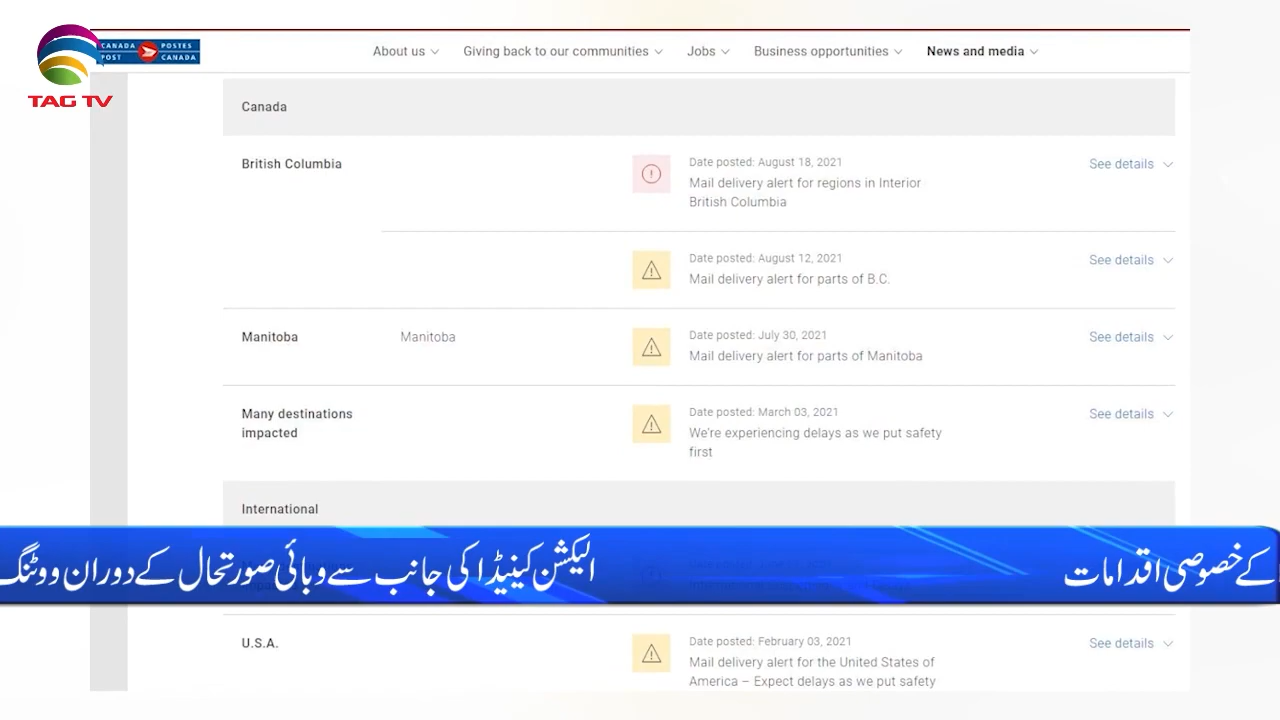 CANADA POST
POSTES CANADA
TAG TV
About us
Giving back to our communities
Jobs
Business opportunities
News and media
Canada
British Columbia
Date posted: August 18, 2021
See details
Mail delivery alert for regions in Interior
British Columbia
Date posted: August 12, 2021
See details
Mail delivery alert for parts of B.C.
Manitoba
Manitoba
Date posted: July 30, 2021
See details
Mail delivery alert for parts of Manitoba
Many destinations
impacted
Date posted: March 03, 2021
See details
We're experiencing delays as we put safety
first
International
کے خصوصی اقدامات
الیکشن کینیڈا کی جانب سے وبائی صورتحال کے دوران ووٹنگ
U.S.A.
Date posted: February 03, 2021
See details
Mail delivery alert for the United States of
America – Expect delays as we put safety